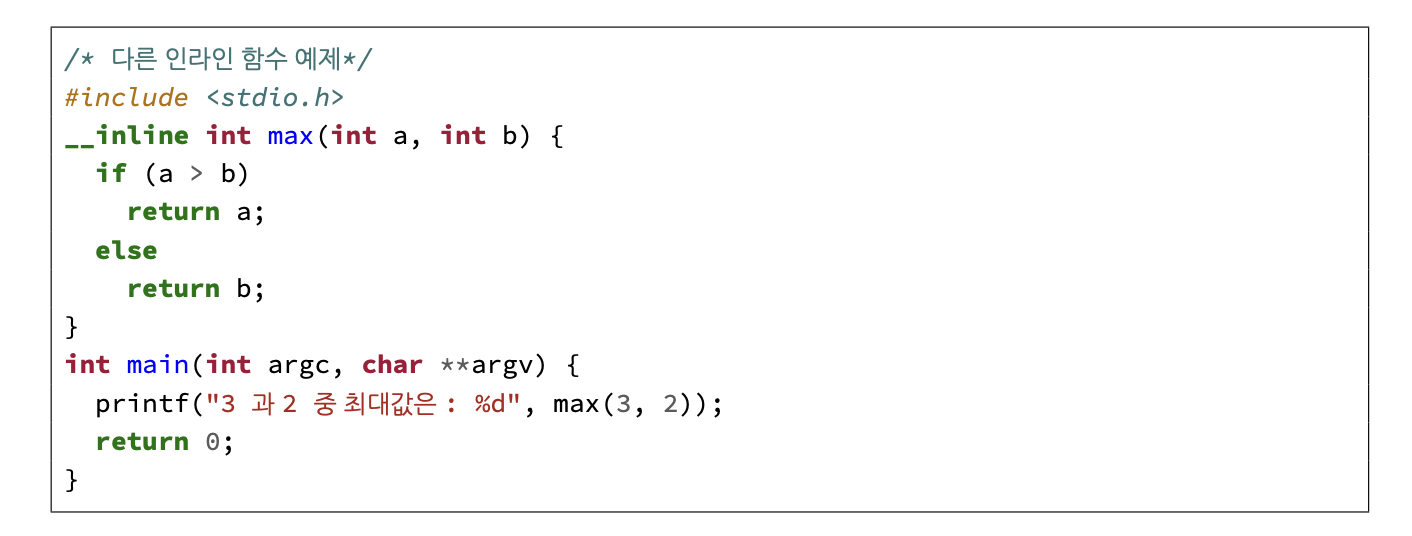 /* 다른 인라인 함수 예제*/
#include <stdio.h>
__inline int max(int a, int b) {
  if (a > b)
    return a;
  else
    return b;
}
int main(int argc, char **argv) {
  printf("3 과 2 중 최대값은 : %d", max(3, 2));
  return 0;
}